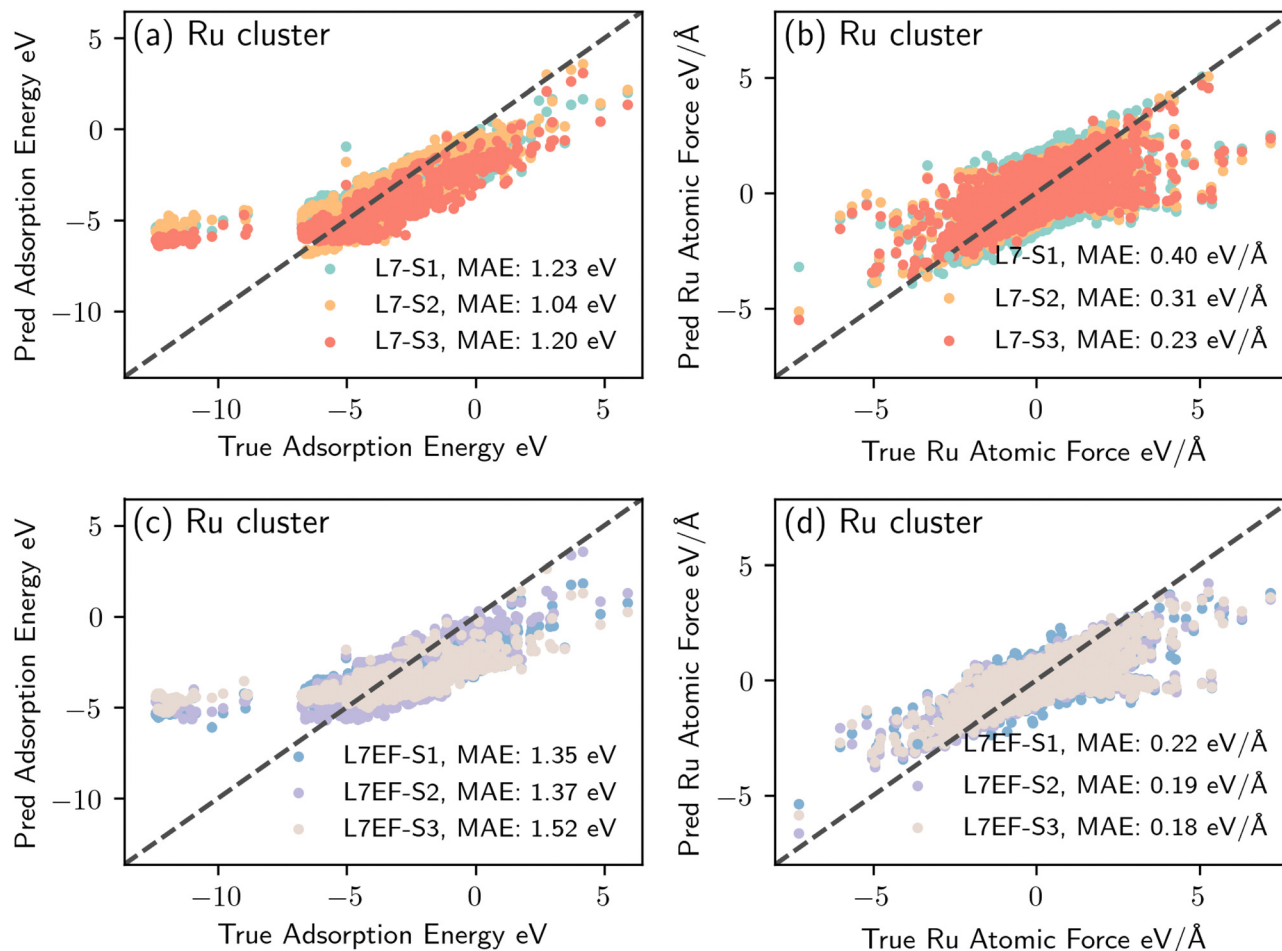 (a) Ru cluster
Pred Adsorption Energy eV
5
0
−5
−10
L7-S1, MAE: 1.23 eV
L7-S2, MAE: 1.04 eV
L7-S3, MAE: 1.20 eV
−10
−5
0
5
True Adsorption Energy eV
(b) Ru cluster
Pred Ru Atomic Force eV/Å
5
0
−5
L7-S1, MAE: 0.40 eV/Å
L7-S2, MAE: 0.31 eV/Å
L7-S3, MAE: 0.23 eV/Å
−5
0
5
True Ru Atomic Force eV/Å
(c) Ru cluster
Pred Adsorption Energy eV
5
0
−5
−10
L7EF-S1, MAE: 1.35 eV
L7EF-S2, MAE: 1.37 eV
L7EF-S3, MAE: 1.52 eV
−10
−5
0
5
True Adsorption Energy eV
(d) Ru cluster
Pred Ru Atomic Force eV/Å
5
0
−5
L7EF-S1, MAE: 0.22 eV/Å
L7EF-S2, MAE: 0.19 eV/Å
L7EF-S3, MAE: 0.18 eV/Å
−5
0
5
True Ru Atomic Force eV/Å